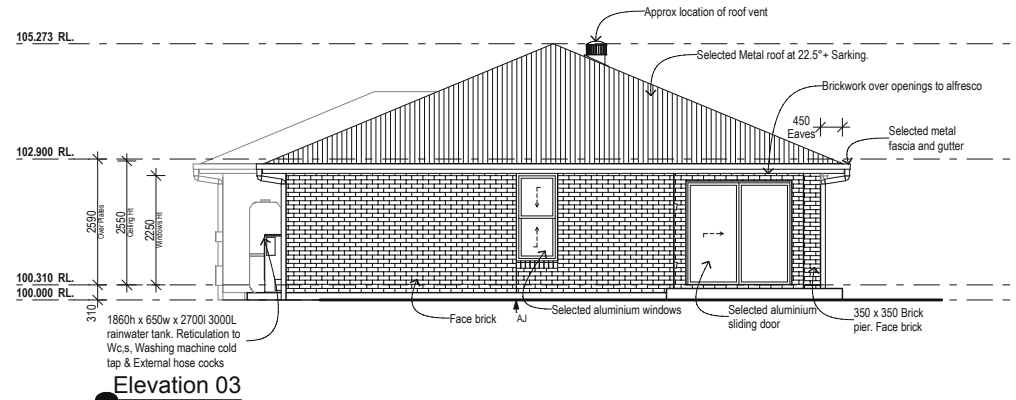 Approx location of roof vent
105.273 RL.
Selected Metal roof at 22.5°+ Sarking.
Brickwork over openings to alfresco
450
Eaves
Selected metal
fascia and gutter
102.900 RL.
2590
Over Plates
2550
Ceiling Ht
2250
Windows Ht
100.310 RL.
100.000 RL.
310
1860h x 650w x 2700l 3000L
rainwater tank. Reticulation to
Wc,s, Washing machine cold
tap & External hose cocks
Face brick
AJ
Selected aluminium windows
Selected aluminium
sliding door
350 x 350 Brick
pier. Face brick
Elevation 03